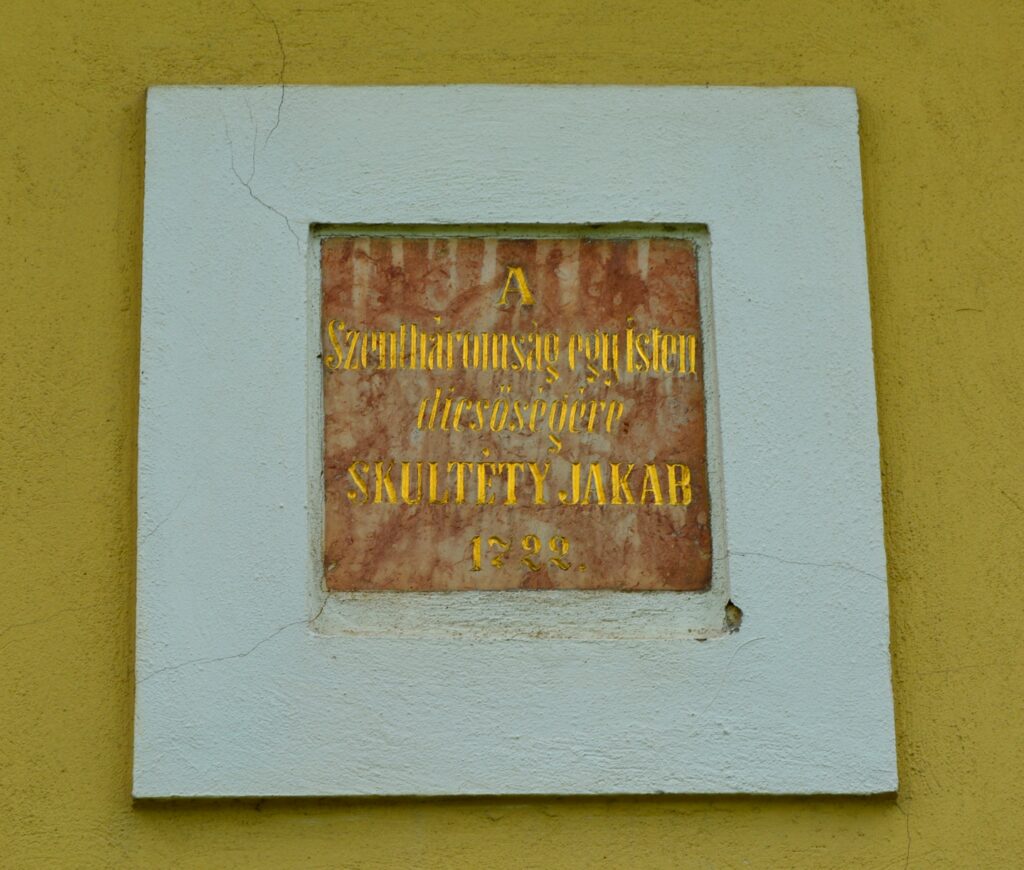 A
Szentháromság egy isten
dicsőségére
SKULTÉTY JAKAB
1722.